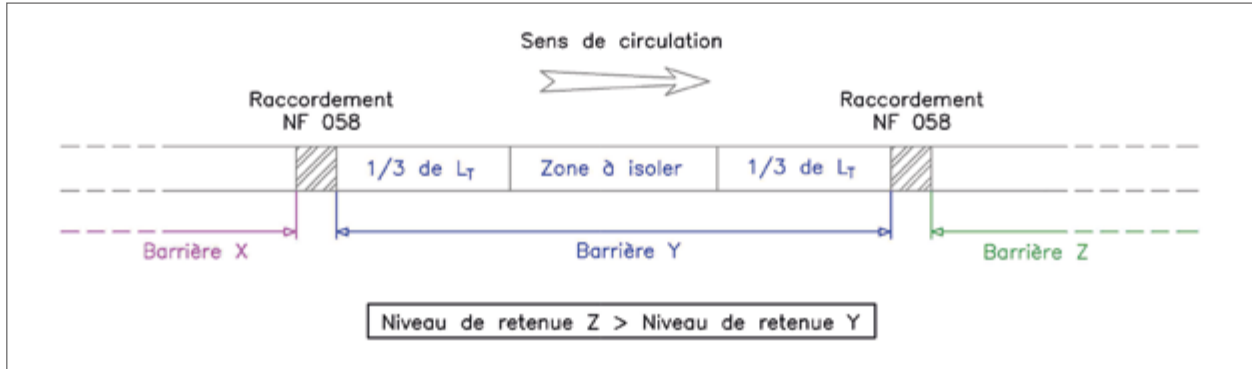 Sens de circulation
Raccordement
NF 058
Raccordement
NF 058
1/3 de LT
Zone à isoler
1/3 de LT
Barrière X
Barrière Y
Barrière Z
Niveau de retenue Z > Niveau de retenue Y